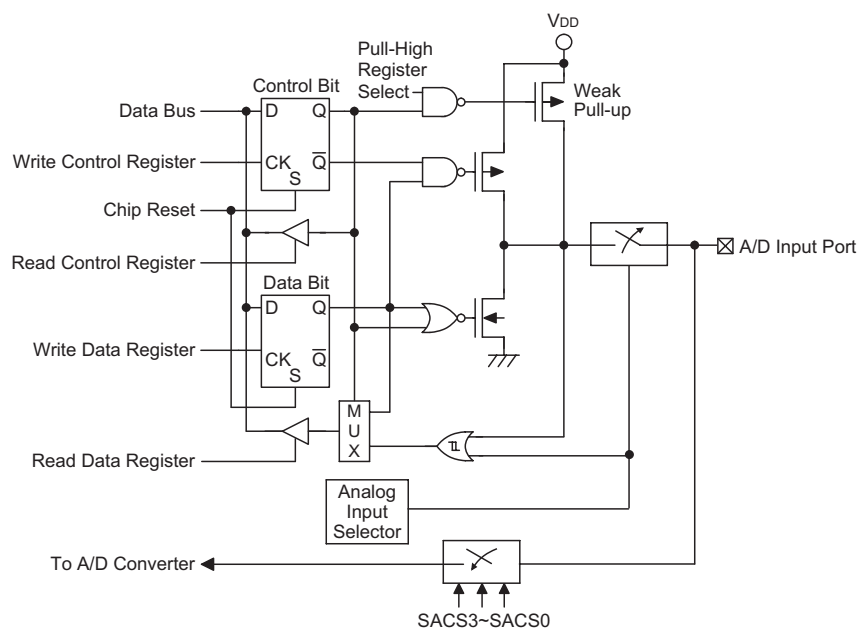 VDD
Pull-High
Register
Select
Control Bit
Weak
Pull-up
Data Bus
D
Q
Write Control Register
CK
Q
S
Chip Reset
Read Control Register
A/D Input Port
Data Bit
D
Q
Write Data Register
CK
Q
S
M
U
X
Read Data Register
Analog
Input
Selector
To A/D Converter
SACS3~SACS0